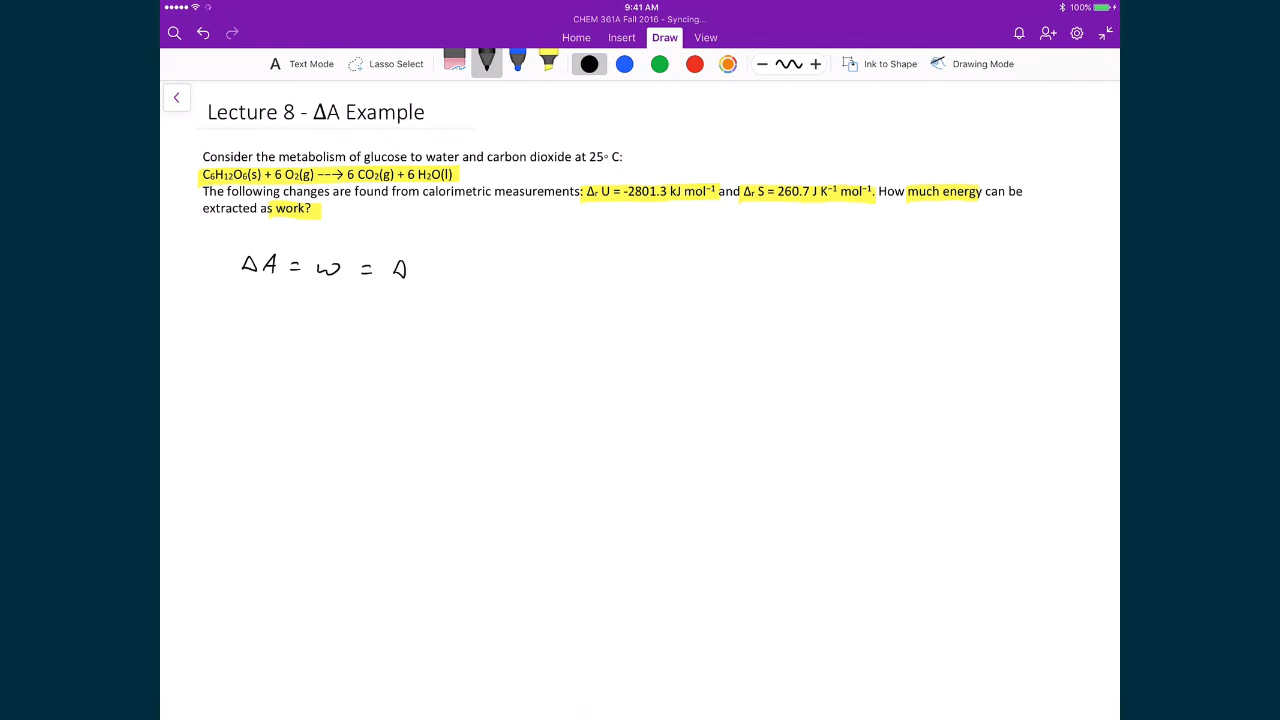 9:41 AM
100%
CHEM 361A Fall 2016 - Syncing...
Home Insert Draw View
A Text Mode Lasso Select Ink to Shape Drawing Mode
Lecture 8 - ΔA Example
Consider the metabolism of glucose to water and carbon dioxide at 25° C:
C₆H₁₂O₆(s) + 6 O₂(g) ---→ 6 CO₂(g) + 6 H₂O(l)
The following changes are found from calorimetric measurements: Δᵣ U = -2801.3 kJ mol⁻¹ and Δᵣ S = 260.7 J K⁻¹ mol⁻¹. How much energy can be
extracted as work?
ΔA = w = Δ